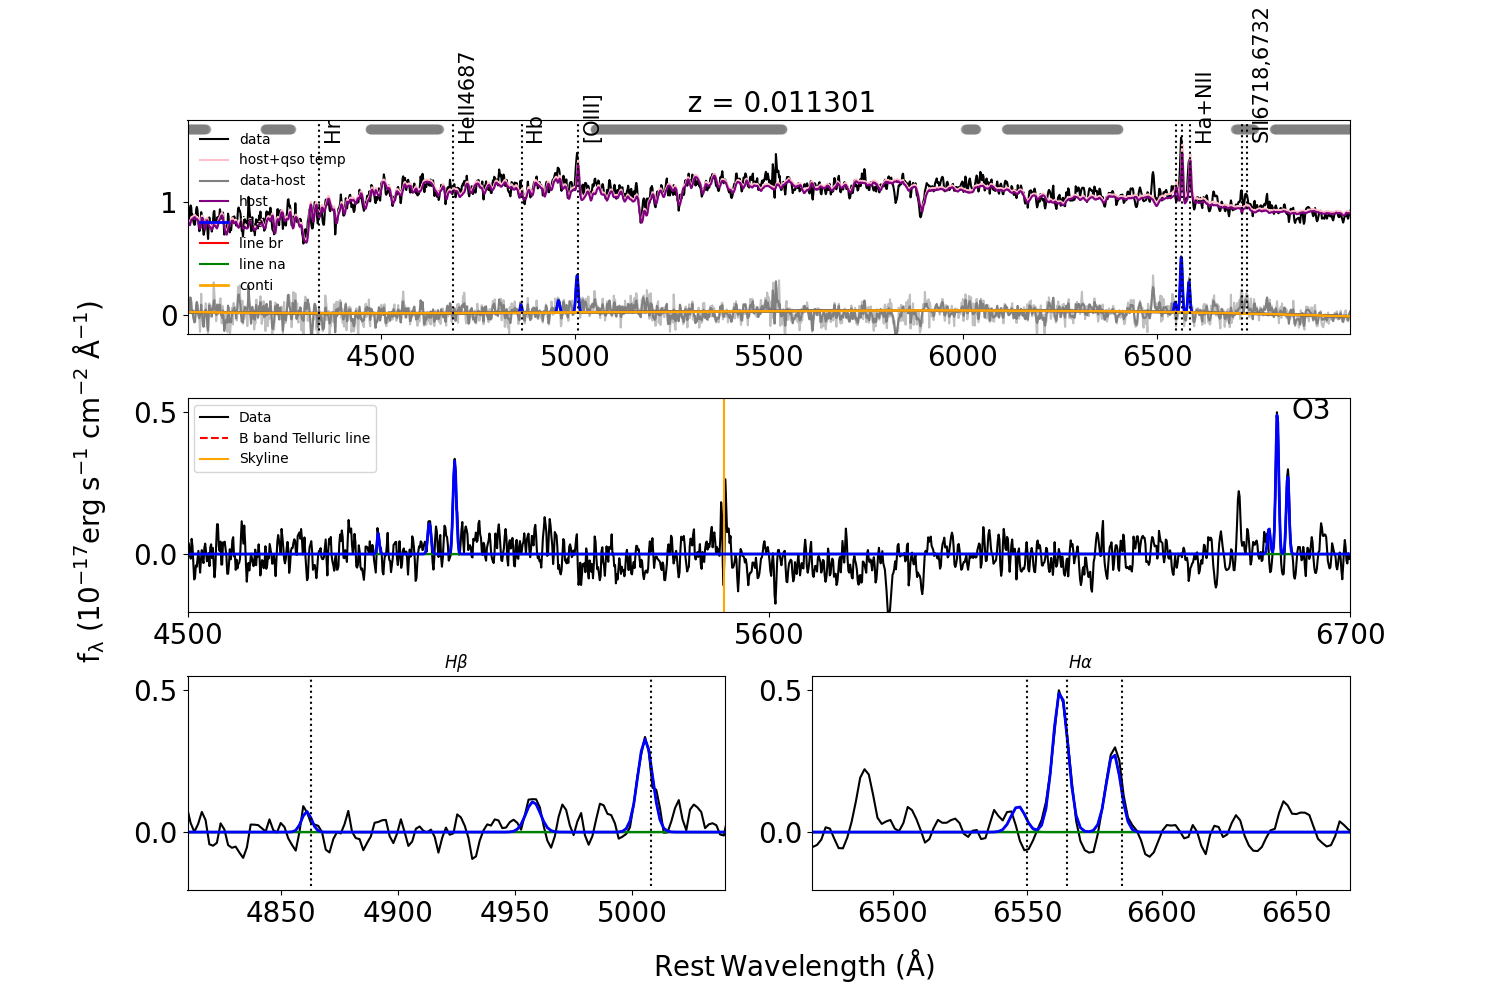 z = 0.011301
Hr
HeII4687
Hb
[OIII]
Ha+NII
SII6718,6732
data
host+qso temp
data-host
host
line br
line na
conti
1
0
4500 5000 5500 6000 6500
fλ (10−17erg s−1 cm−2 Å−1)
Data
B band Telluric line
Skyline
O3
0.5
0.0
4500 5600 6700
Hβ
0.5
0.0
4850 4900 4950 5000
Hα
0.5
0.0
6500 6550 6600 6650
Rest Wavelength (Å)